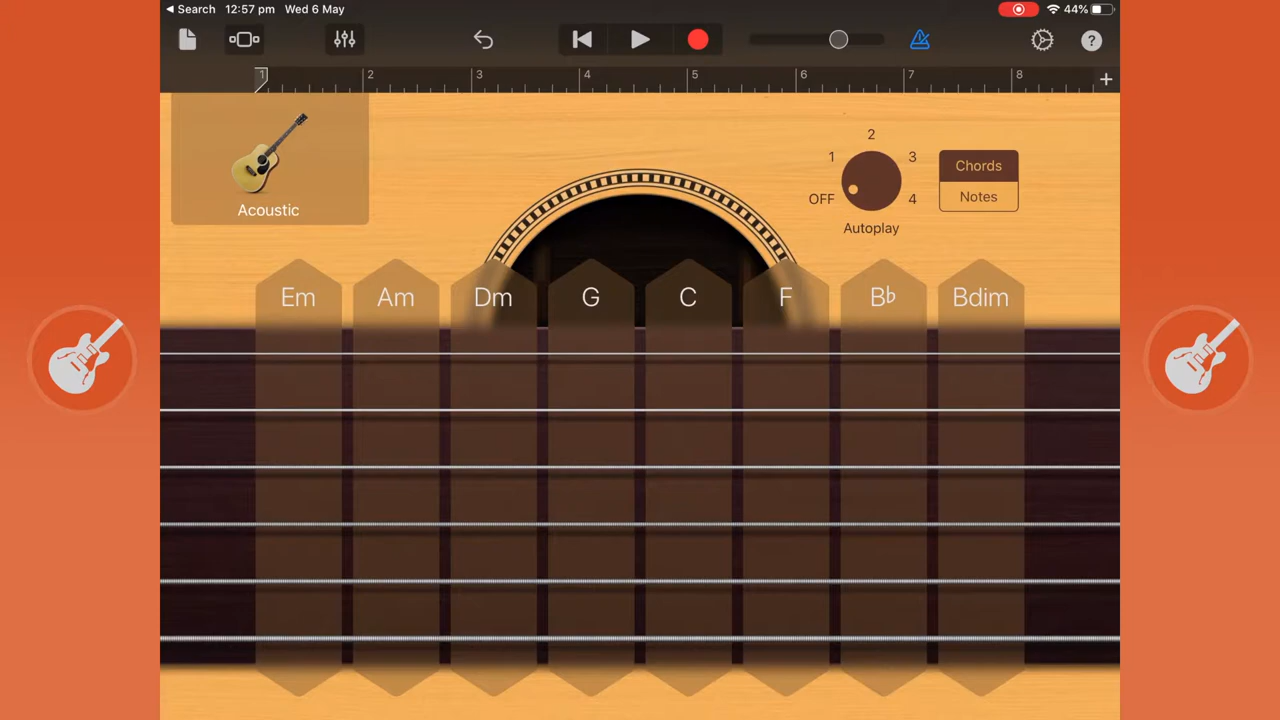 Search 12:57 pm Wed 6 May 44%
?
1 2 3 4 5 6 7 8 +
Acoustic
2
1 3
OFF 4
Autoplay
Chords
Notes
Em Am Dm G C F B♭ Bdim